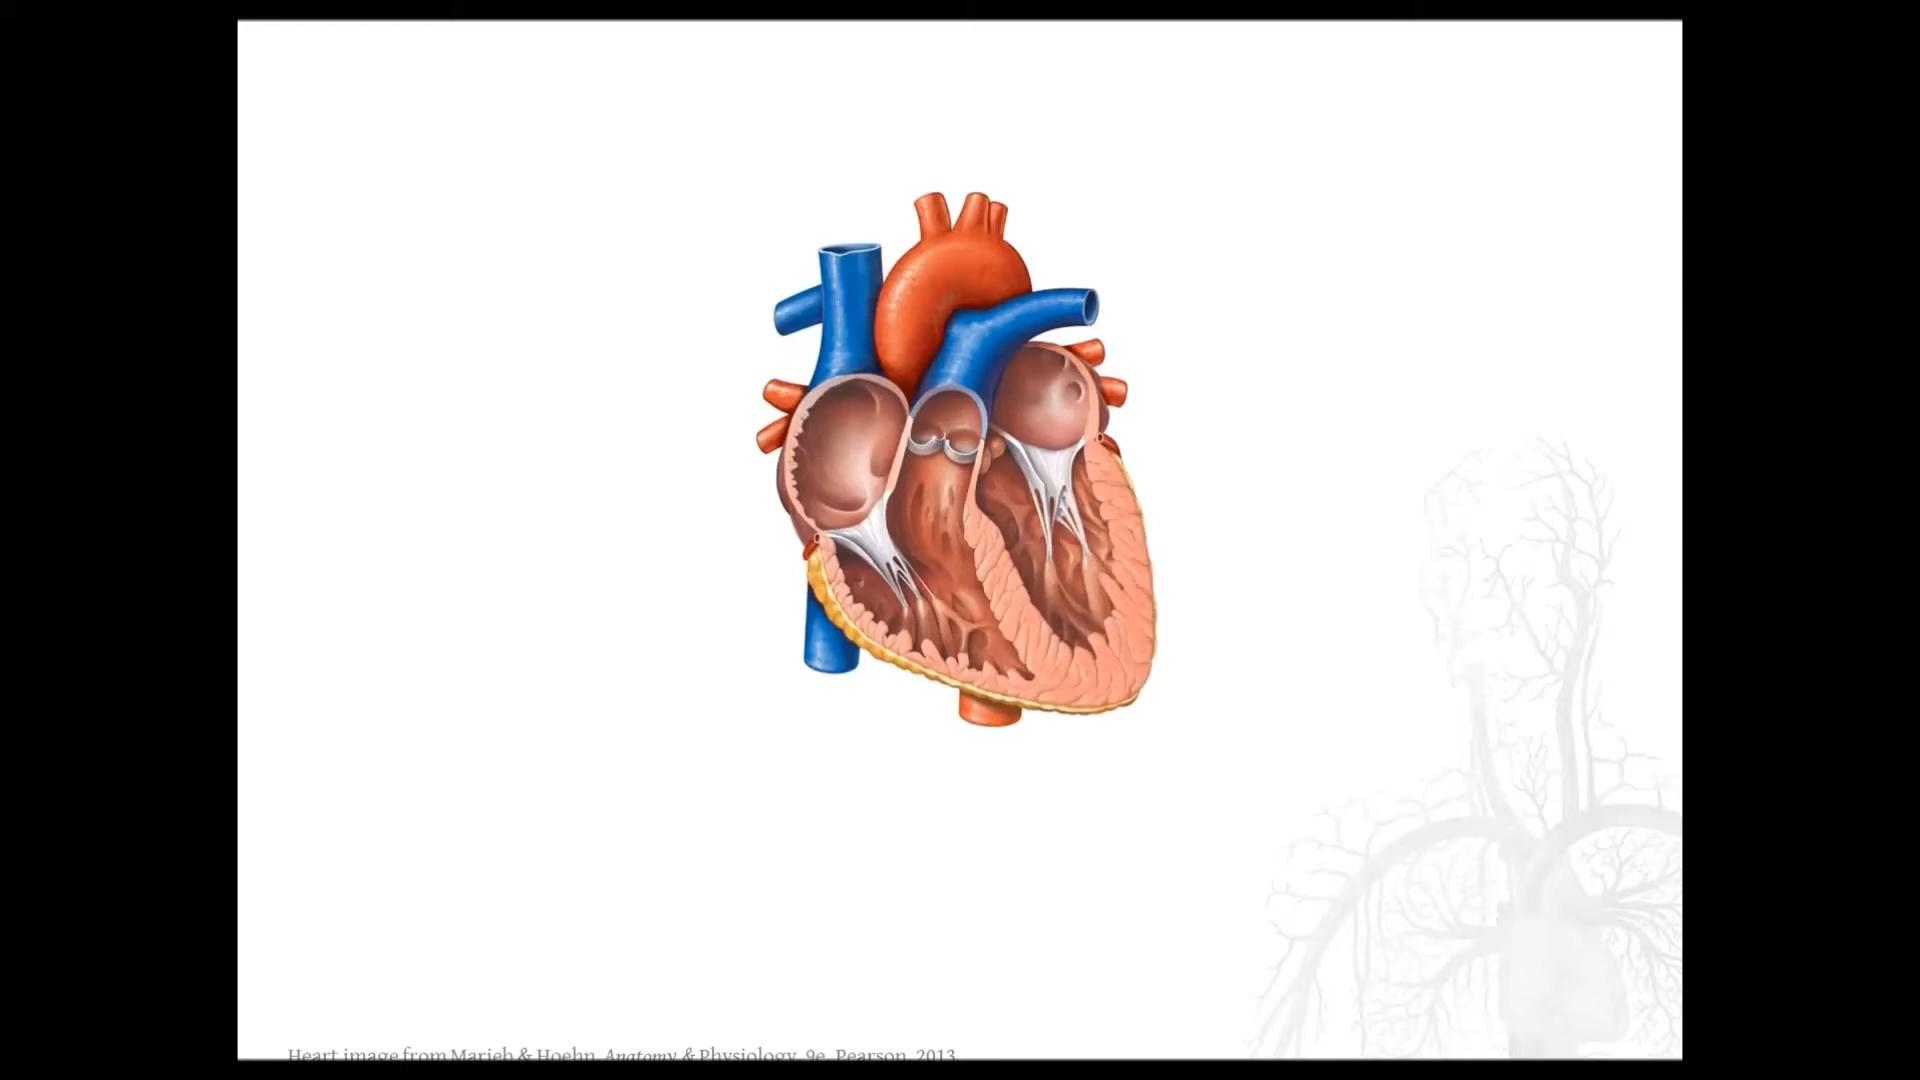 Heart image from Marieb & Hoehn, Anatomy & Physiology, 9e, Pearson, 2013